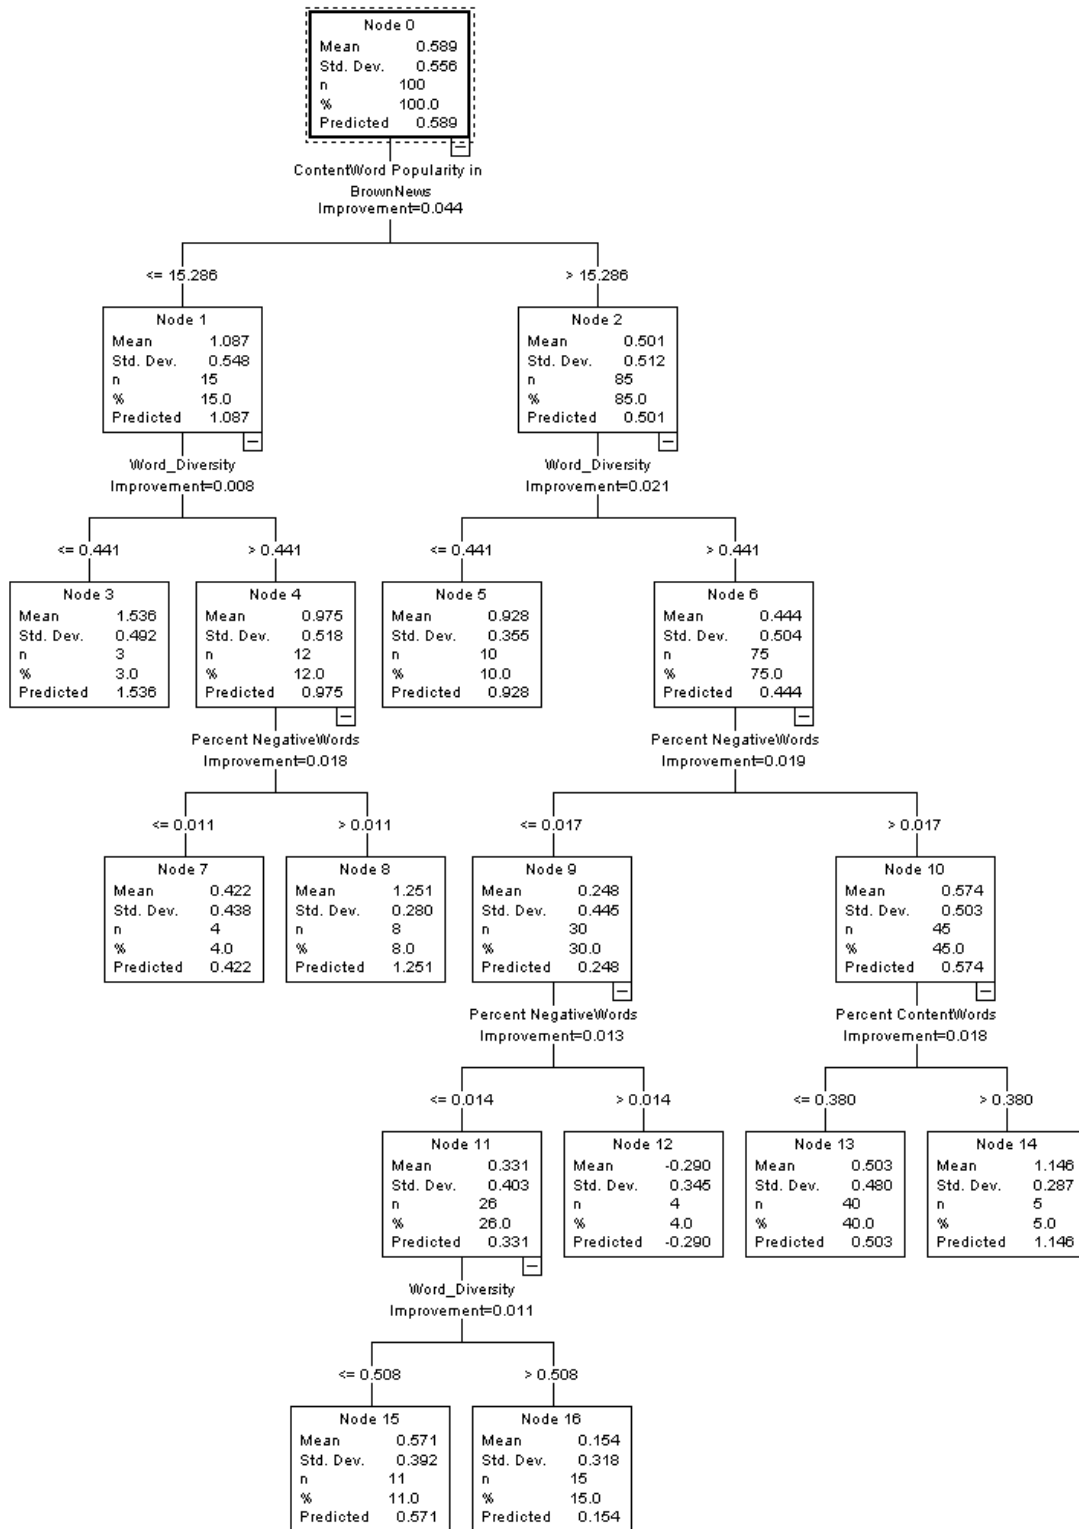 Node 0
Mean 0.589
Std. Dev. 0.556
n 100
% 100.0
Predicted 0.589
ContentWord Popularity in
BrownNews
Improvement=0.044
<= 15.286
> 15.286
Node 1
Mean 1.087
Std. Dev. 0.548
n 15
% 15.0
Predicted 1.087
Node 2
Mean 0.501
Std. Dev. 0.512
n 85
% 85.0
Predicted 0.501
Word_Diversity
Improvement=0.008
Word_Diversity
Improvement=0.021
<= 0.441
> 0.441
<= 0.441
> 0.441
Node 3
Mean 1.536
Std. Dev. 0.492
n 3
% 3.0
Predicted 1.536
Node 4
Mean 0.975
Std. Dev. 0.518
n 12
% 12.0
Predicted 0.975
Node 5
Mean 0.928
Std. Dev. 0.355
n 10
% 10.0
Predicted 0.928
Node 6
Mean 0.444
Std. Dev. 0.504
n 75
% 75.0
Predicted 0.444
Percent NegativeWords
Improvement=0.018
Percent NegativeWords
Improvement=0.019
<= 0.011
> 0.011
<= 0.017
> 0.017
Node 7
Mean 0.422
Std. Dev. 0.438
n 4
% 4.0
Predicted 0.422
Node 8
Mean 1.251
Std. Dev. 0.280
n 8
% 8.0
Predicted 1.251
Node 9
Mean 0.248
Std. Dev. 0.445
n 30
% 30.0
Predicted 0.248
Node 10
Mean 0.574
Std. Dev. 0.503
n 45
% 45.0
Predicted 0.574
Percent NegativeWords
Improvement=0.013
Percent ContentWords
Improvement=0.018
<= 0.014
> 0.014
<= 0.380
> 0.380
Node 11
Mean 0.331
Std. Dev. 0.403
n 26
% 26.0
Predicted 0.331
Node 12
Mean -0.290
Std. Dev. 0.345
n 4
% 4.0
Predicted -0.290
Node 13
Mean 0.503
Std. Dev. 0.480
n 40
% 40.0
Predicted 0.503
Node 14
Mean 1.146
Std. Dev. 0.287
n 5
% 5.0
Predicted 1.146
Word_Diversity
Improvement=0.011
<= 0.508
> 0.508
Node 15
Mean 0.571
Std. Dev. 0.392
n 11
% 11.0
Predicted 0.571
Node 16
Mean 0.154
Std. Dev. 0.318
n 15
% 15.0
Predicted 0.154